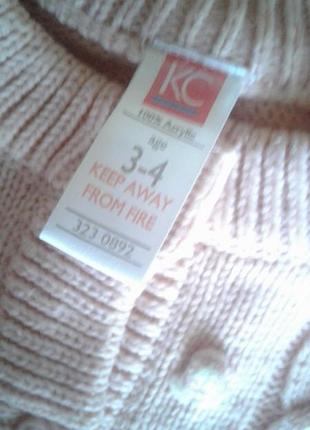 KC
100% Acrylic
Age
3-4
KEEP AWAY
FROM FIRE
323 0892